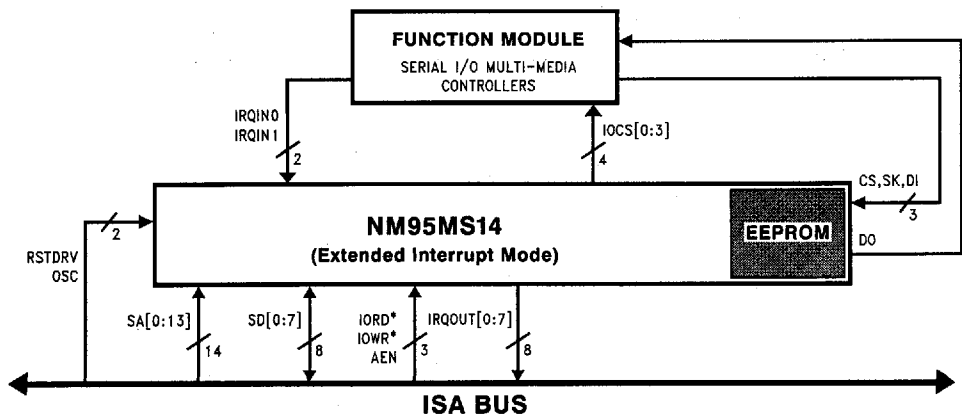 FUNCTION MODULE
SERIAL I/O MULTI-MEDIA
CONTROLLERS
IRQIN0
IRQIN1
2
IOCS[0:3]
4
CS,SK,DI
3
NM95MS14
(Extended Interrupt Mode)
EEPROM
DO
2
RSTDRV
OSC
SA[0:13]
14
SD[0:7]
8
IORD*
IOWR*
AEN
3
IRQOUT[0:7]
8
ISA BUS